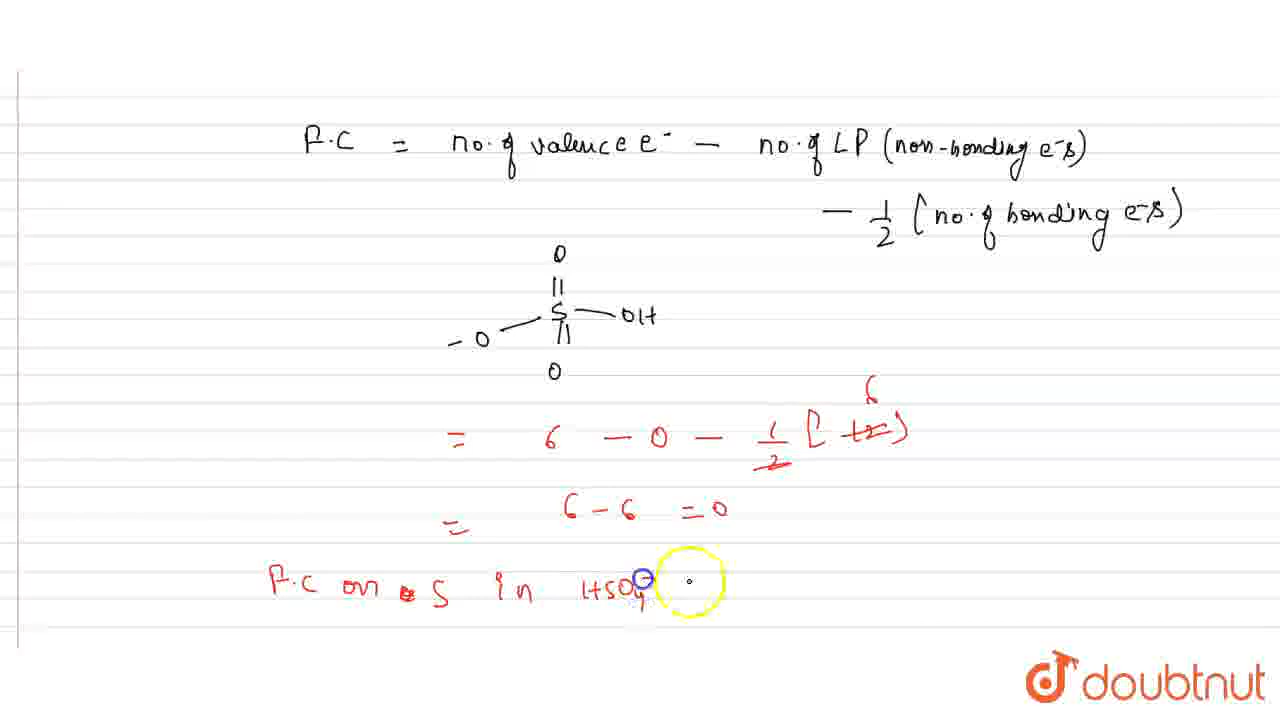 F.C = no. of valence e⁻ — no. of LP (non-bonding e⁻s)
— 1/2 [no. of bonding e⁻s)
O
||
S — OH
— O
||
O
= 6 — 0 — 1/2 [12) 6
= 6 — 6 = 0
F.C on S in HSO₄⁻
doubtnut